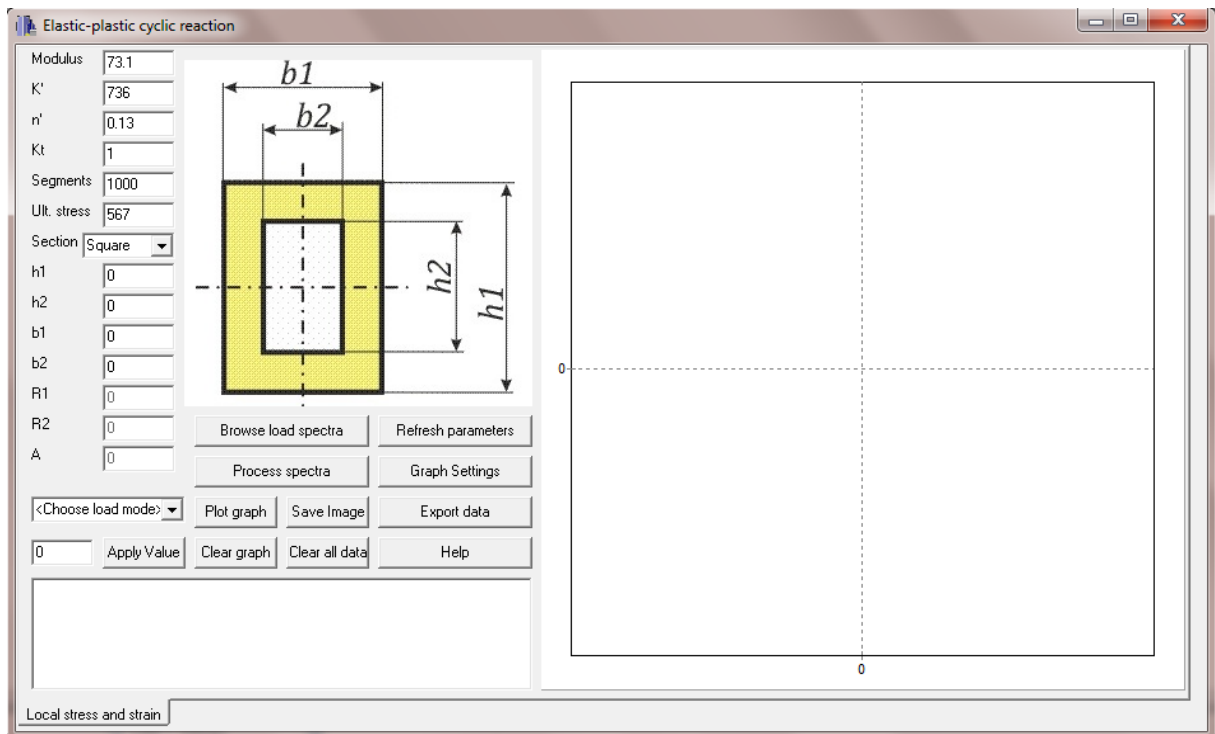 Elastic-plastic cyclic reaction
Modulus 73.1
K' 736
n' 0.13
Kt 1
Segments 1000
Ult. stress 567
Section Square
h1 0
h2 0
b1 0
b2 0
R1 0
R2 0
A 0
b1
b2
h2
h1
Browse load spectra Refresh parameters
Process spectra Graph Settings
<Choose load mode> Plot graph Save Image Export data
0 Apply Value Clear graph Clear all data Help
0
0
Local stress and strain